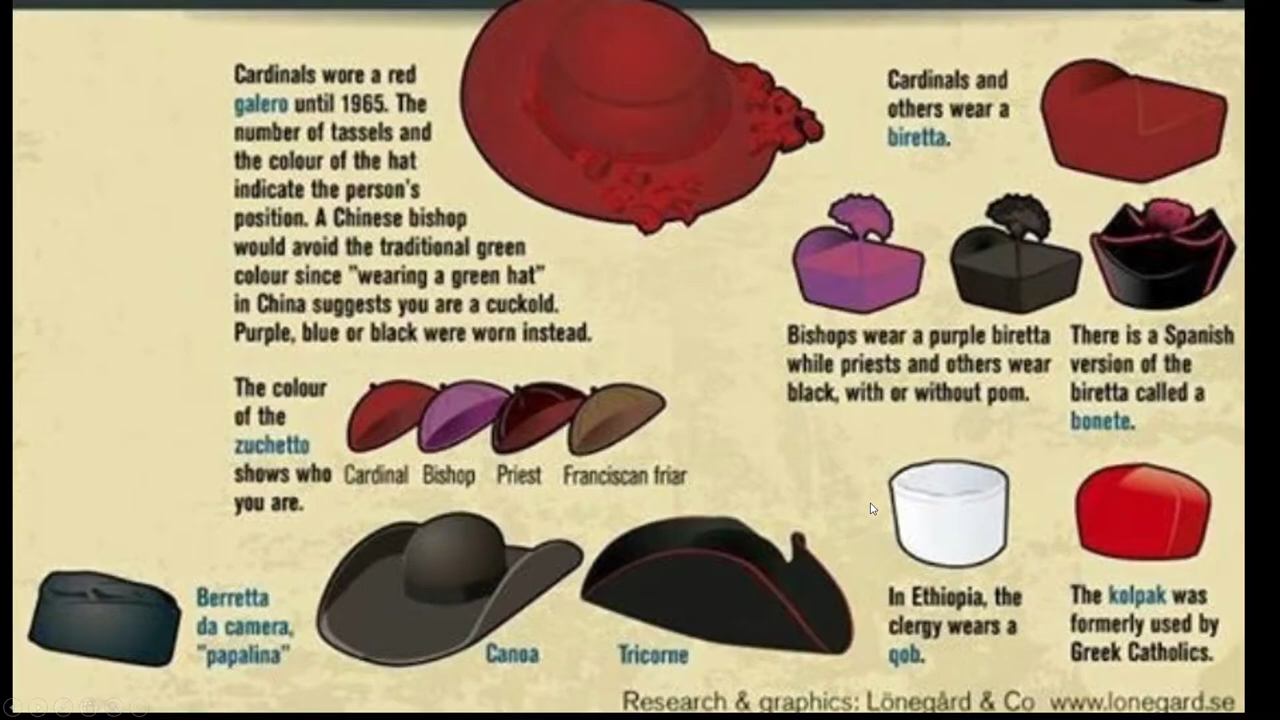 Cardinals wore a red
galero until 1965. The
number of tassels and
the colour of the hat
indicate the person's
position. A Chinese bishop
would avoid the traditional green
colour since "wearing a green hat"
in China suggests you are a cuckold.
Purple, blue or black were worn instead.
Cardinals and
others wear a
biretta.
Bishops wear a purple biretta
while priests and others wear
black, with or without pom.
There is a Spanish
version of the
biretta called a
bonete.
The colour
of the
zuchetto
shows who
you are.
Cardinal
Bishop
Priest
Franciscan friar
Berretta
da camera,
"papalina"
Canoa
Tricorne
In Ethiopia, the
clergy wears a
qob.
The kolpak was
formerly used by
Greek Catholics.
Research & graphics: Lönegård & Co www.lonegard.se